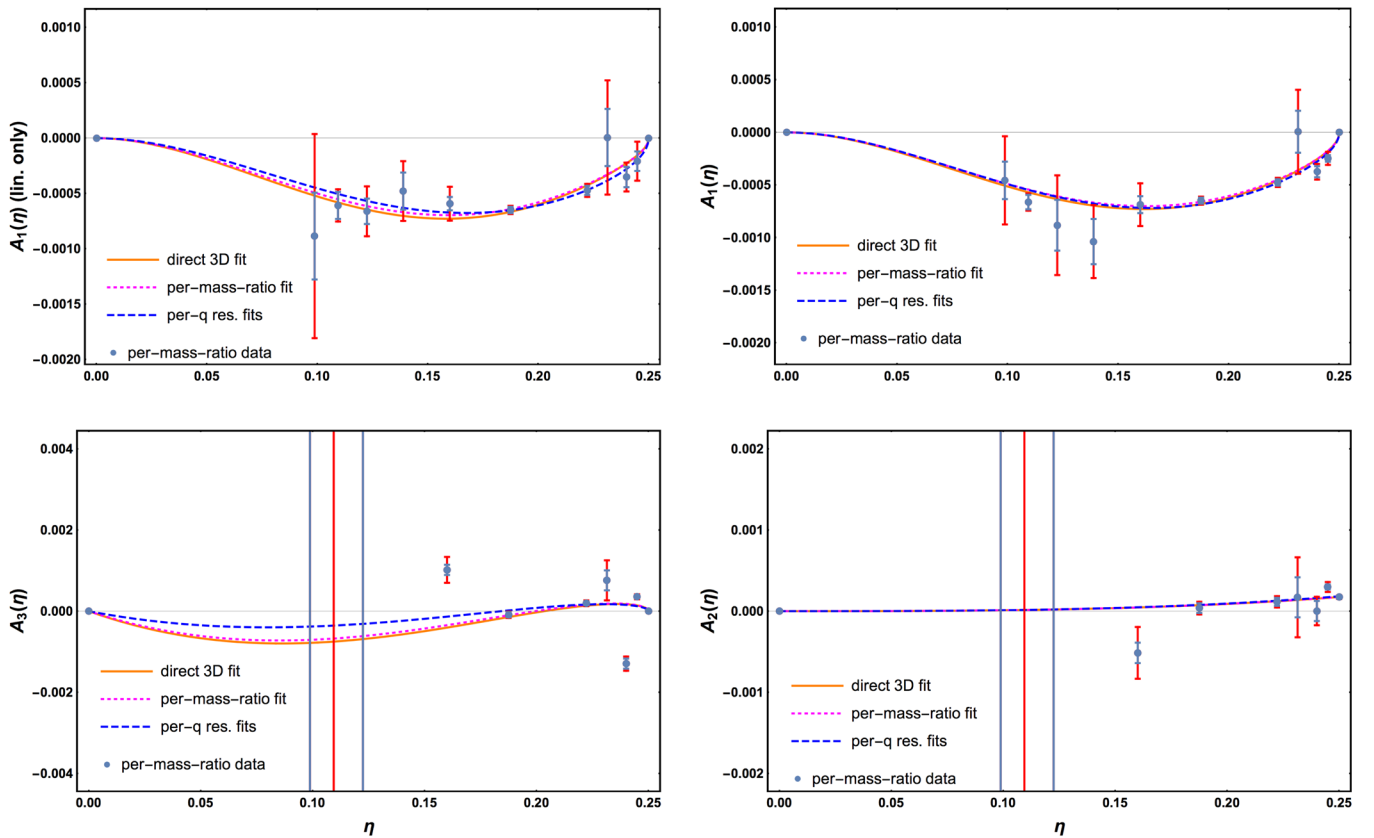 0.0010
0.0005
0.0000
−0.0005
−0.0010
−0.0015
−0.0020
A1(η) (lin. only)
direct 3D fit
per−mass−ratio fit
per−q res. fits
per−mass−ratio data
0.00 0.05 0.10 0.15 0.20 0.25
0.0010
0.0005
0.0000
−0.0005
−0.0010
−0.0015
−0.0020
A1(η)
direct 3D fit
per−mass−ratio fit
per−q res. fits
per−mass−ratio data
0.00 0.05 0.10 0.15 0.20 0.25
0.004
0.002
0.000
−0.002
−0.004
A3(η)
direct 3D fit
per−mass−ratio fit
per−q res. fits
per−mass−ratio data
0.00 0.05 0.10 0.15 0.20 0.25
η
0.002
0.001
0.000
−0.001
−0.002
A2(η)
direct 3D fit
per−mass−ratio fit
per−q res. fits
per−mass−ratio data
0.00 0.05 0.10 0.15 0.20 0.25
η